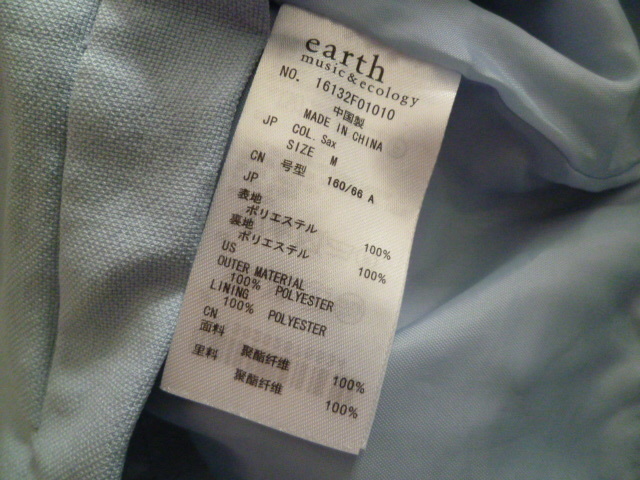 earth
music&ecology
NO. 16132F01010
中国製
MADE IN CHINA
JP COL. Sax
SIZE M
CN 号型 160/66 A
JP
表地
ポリエステル 100%
裏地
ポリエステル 100%
US
OUTER MATERIAL
100% POLYESTER
LINING
100% POLYESTER
CN
面料 聚酯纤维 100%
里料 聚酯纤维 100%